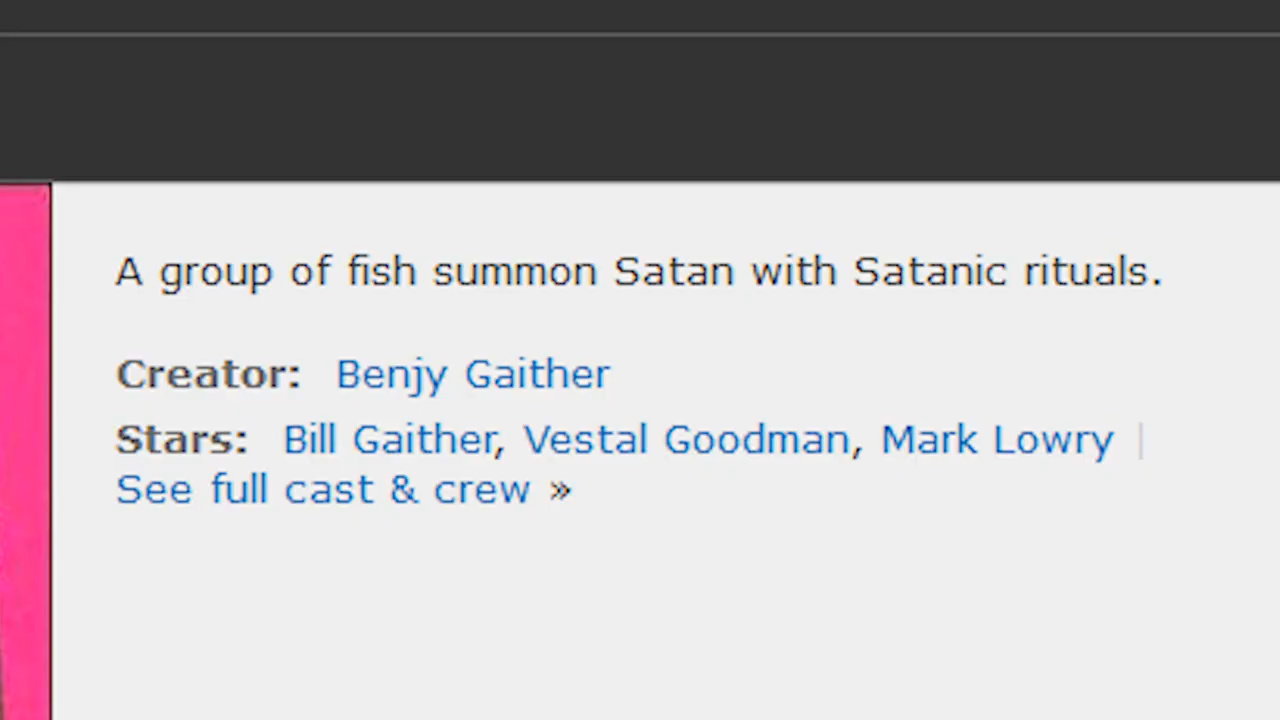 A group of fish summon Satan with Satanic rituals.
Creator: Benjy Gaither
Stars: Bill Gaither, Vestal Goodman, Mark Lowry |
See full cast & crew »